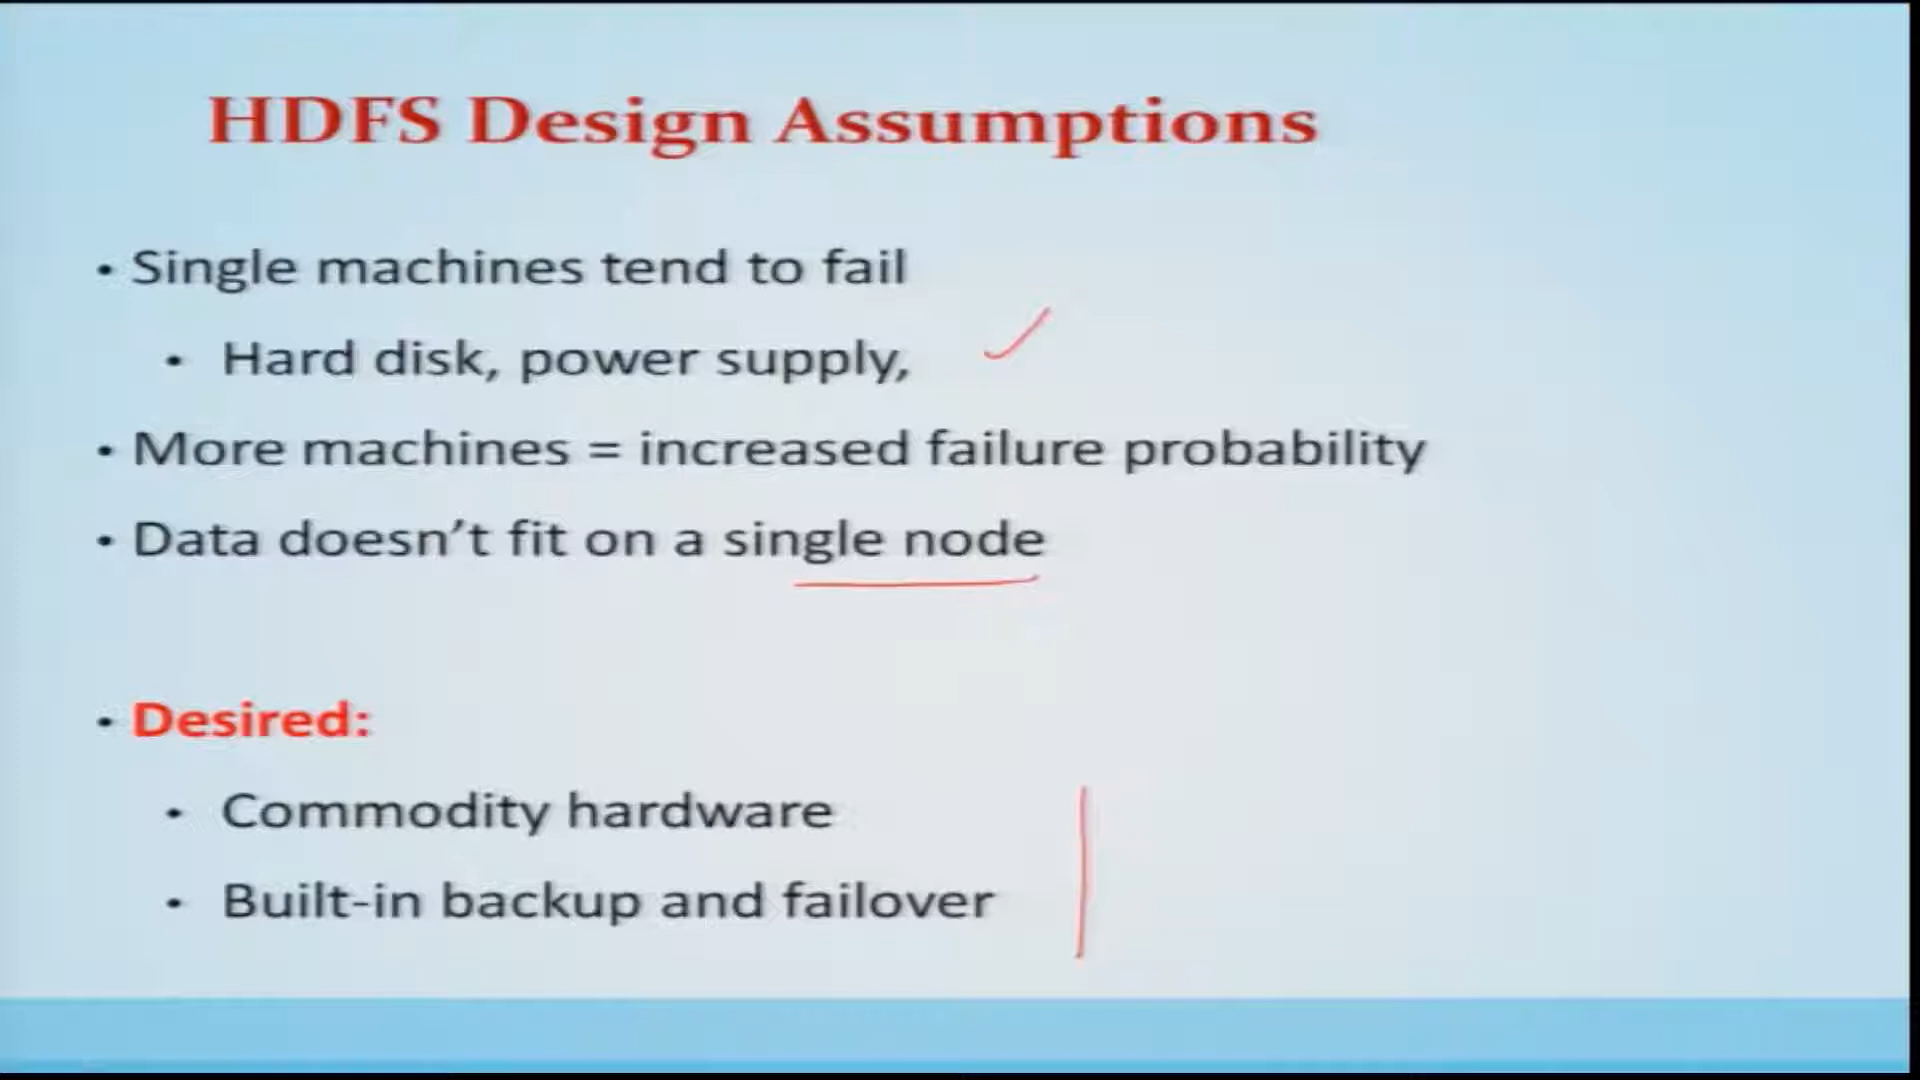 HDFS Design Assumptions
• Single machines tend to fail
• Hard disk, power supply,
• More machines = increased failure probability
• Data doesn’t fit on a single node
• Desired:
• Commodity hardware
• Built-in backup and failover